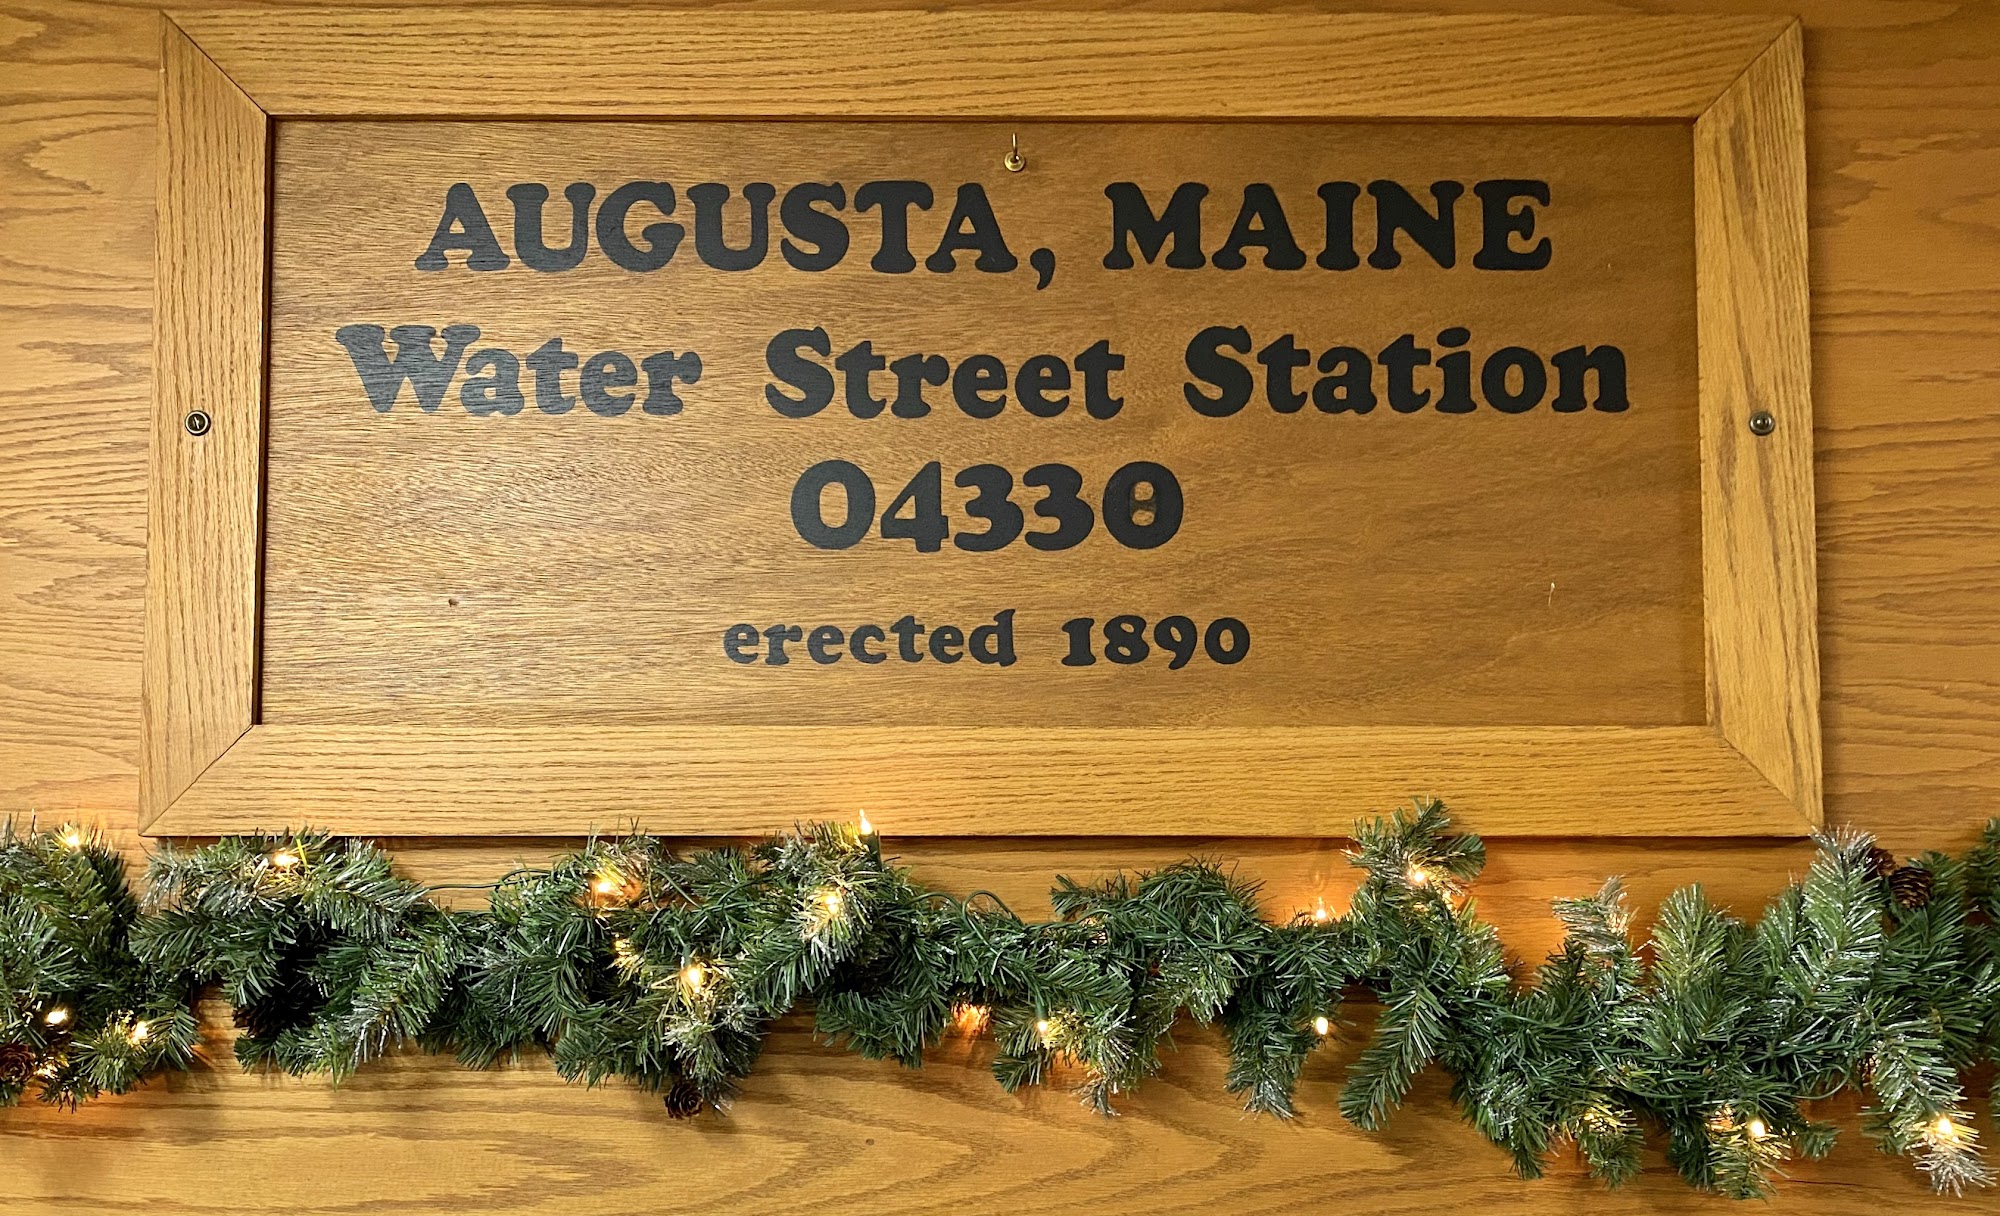 AUGUSTA, MAINE
Water Street Station
04330
erected 1890